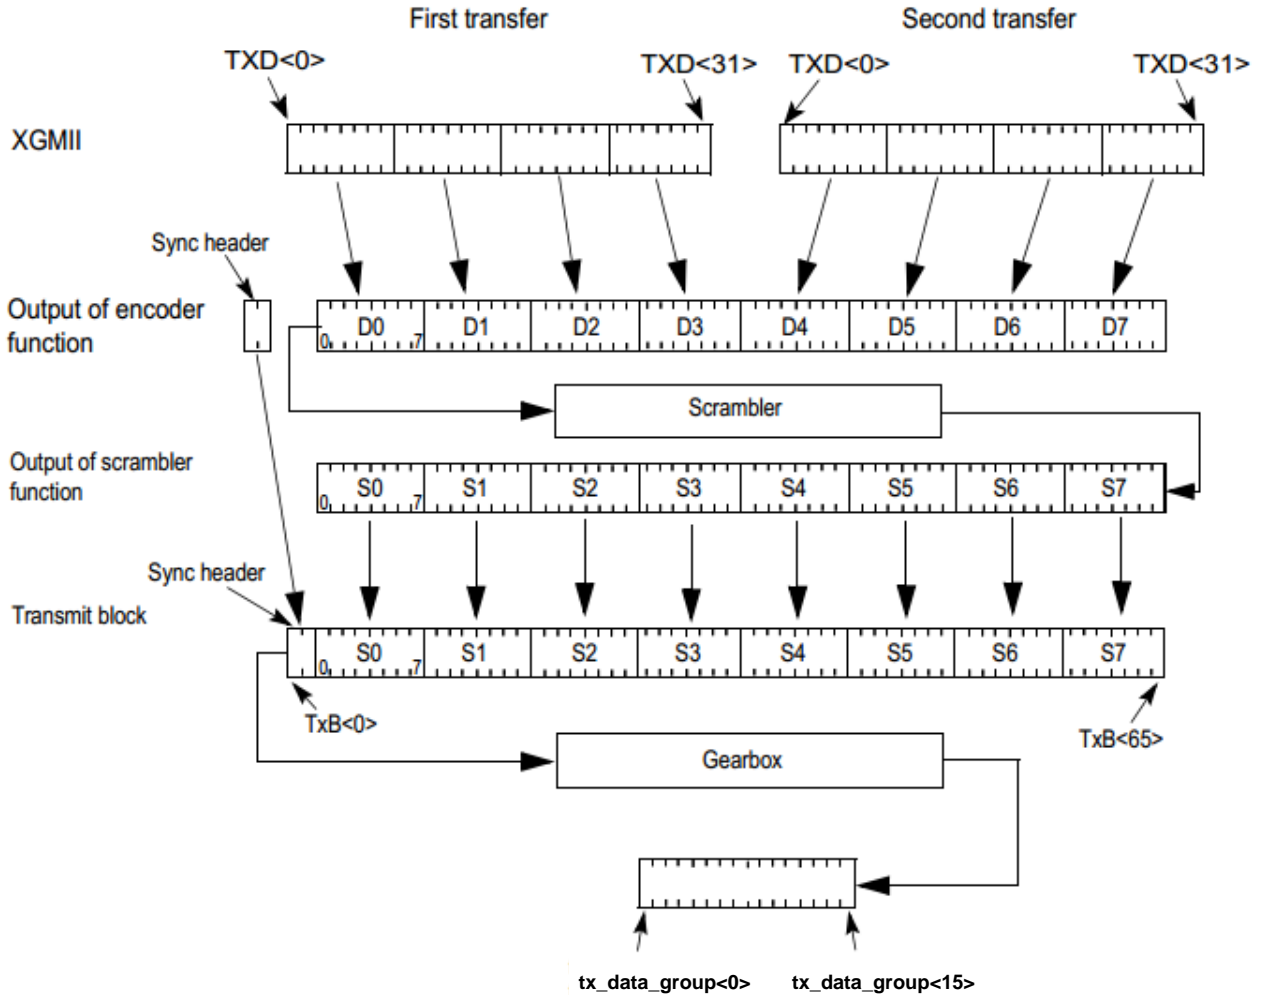 First transfer
Second transfer
TXD<0>
TXD<31>
TXD<0>
TXD<31>
XGMII
Sync header
Output of encoder
function
D0
D1
D2
D3
D4
D5
D6
D7
0
7
Scrambler
Output of scrambler
function
S0
S1
S2
S3
S4
S5
S6
S7
0
7
Sync header
Transmit block
S0
S1
S2
S3
S4
S5
S6
S7
0
7
TxB<0>
TxB<65>
Gearbox
tx_data_group<0>
tx_data_group<15>